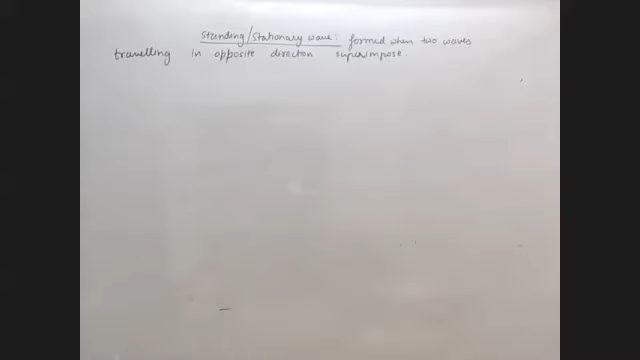 Standing/Stationary wave: formed when two waves
travelling in opposite direction superimpose.